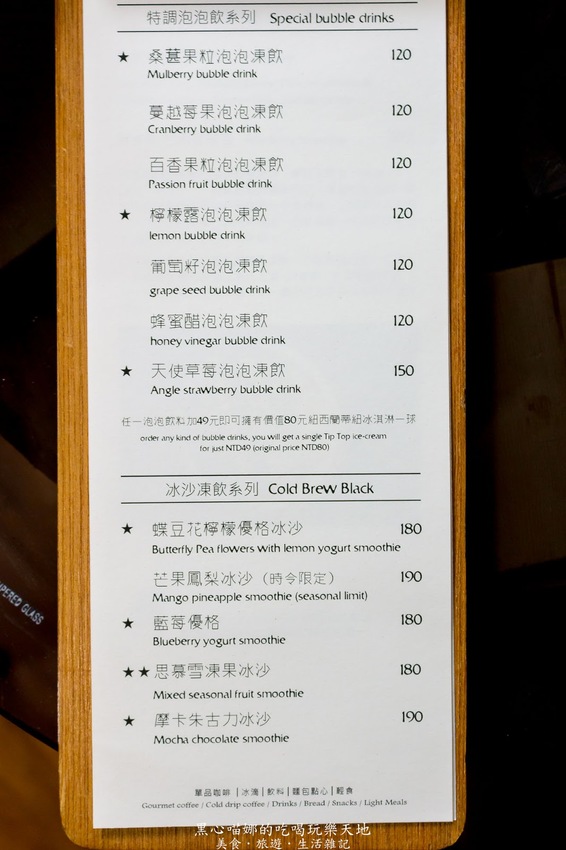 特調泡泡飲系列 Special bubble drinks
★ 桑葚果粒泡泡凍飲 120
Mulberry bubble drink
蔓越莓果泡泡凍飲 120
Cranberry bubble drink
百香果粒泡泡凍飲 120
Passion fruit bubble drink
★ 檸檬露泡泡凍飲 120
lemon bubble drink
葡萄籽泡泡凍飲 120
grape seed bubble drink
蜂蜜醋泡泡凍飲 120
honey vinegar bubble drink
★ 天使草莓泡泡凍飲 150
Angle strawberry bubble drink
任一泡泡飲料加49元即可擁有價值80元紐西蘭蒂紐冰淇淋一球
order any kind of bubble drinks, you will get a single Tip Top ice-cream
for just NTD49 (original price NTD80)
冰沙凍飲系列 Cold Brew Black
★ 蝶豆花檸檬優格冰沙 180
Butterfly Pea flowers with lemon yogurt smoothie
芒果鳳梨冰沙（時令限定） 190
Mango pineapple smoothie (seasonal limit)
★ 藍莓優格 180
Blueberry yogurt smoothie
★★思慕雪凍果冰沙 180
Mixed seasonal fruit smoothie
★ 摩卡朱古力冰沙 190
Mocha chocolate smoothie
單品咖啡 | 冰滴 | 飲料 | 麵包點心 | 輕食
Gourmet coffee / Cold drip coffee / Drinks / Bread / Snacks / Light Meals
黑心喵娜的吃喝玩樂天地
美食・旅遊・生活雜記